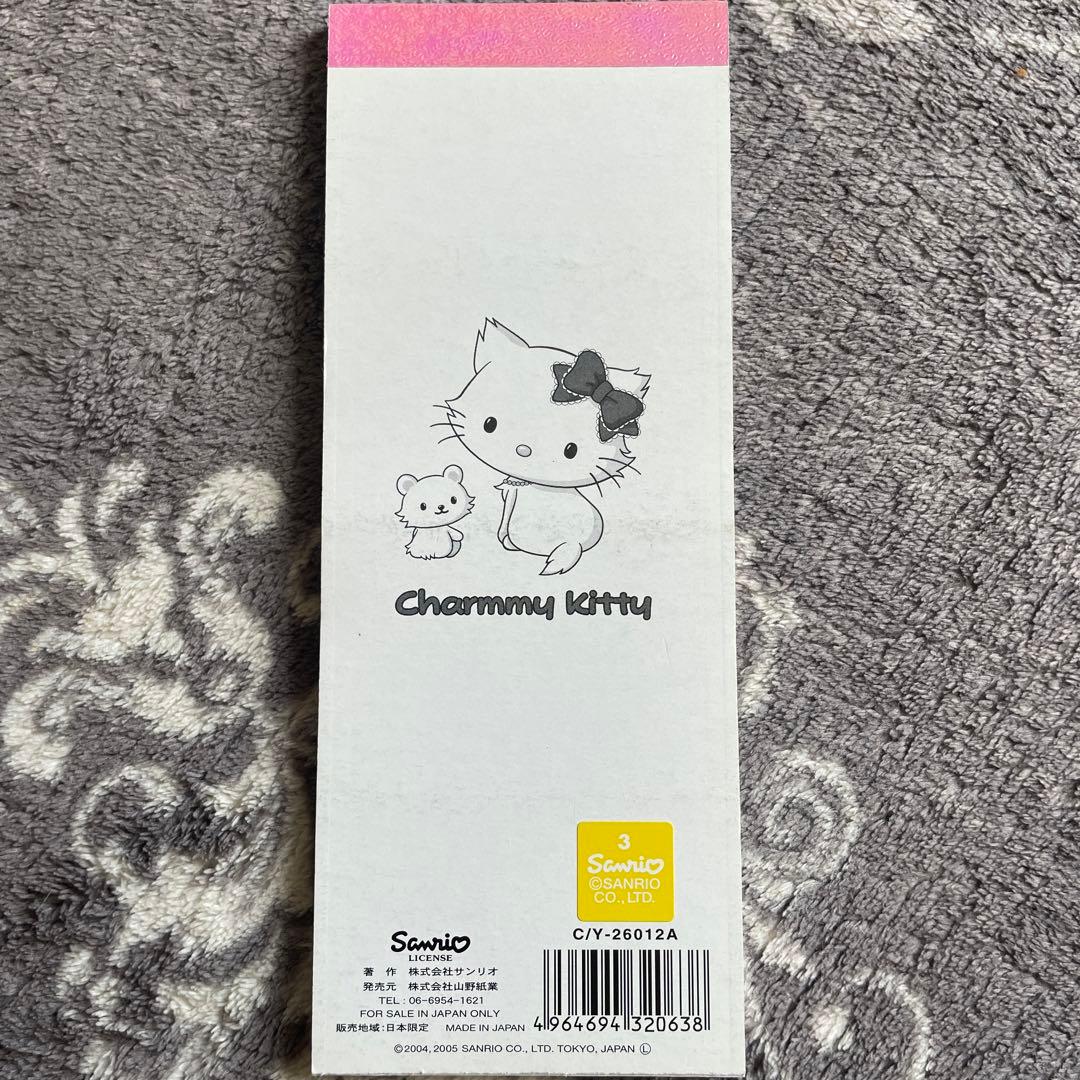 Charmmy Kitty
3
Sanrio
©SANRIO
CO.,LTD.
C/Y-26012A
Sanrio
LICENSE
著 作 株式会社サンリオ
発売元 株式会社山野紙業
TEL : 06-6954-1621
FOR SALE IN JAPAN ONLY
販売地域:日本限定 MADE IN JAPAN
4 964694 320638
©2004, 2005 SANRIO CO., LTD. TOKYO, JAPAN Ⓛ